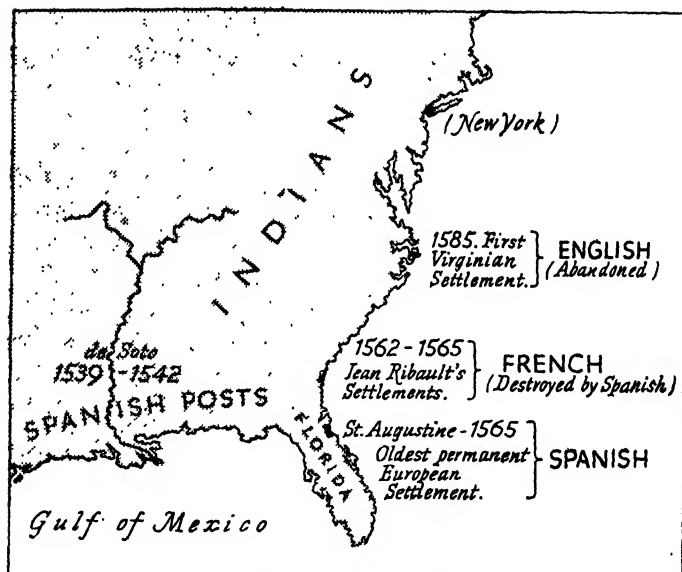 INDIANS
(New York)
1585. First
Virginian
Settlement.
ENGLISH
(Abandoned)
de Soto
1539-1542
1562-1565
Jean Ribault's
Settlements.
FRENCH
(Destroyed by Spanish)
SPANISH POSTS
FLORIDA
St. Augustine-1565
Oldest permanent
European
Settlement.
SPANISH
Gulf of Mexico